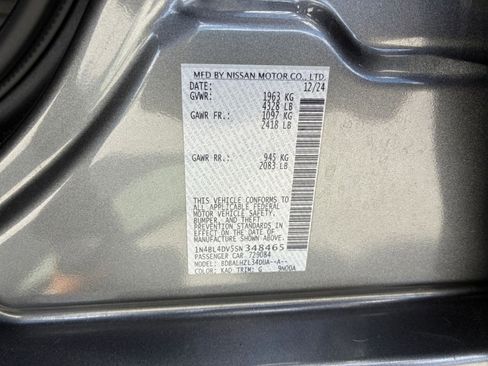 MFD BY NISSAN MOTOR CO., LTD.
DATE: 12/24
GVWR: 1963 KG
4328 LB
GAWR FR.: 1097 KG
2418 LB
GAWR RR.: 945 KG
2083 LB
THIS VEHICLE CONFORMS TO
ALL APPLICABLE FEDERAL
MOTOR VEHICLE SAFETY,
BUMPER, AND THEFT
PREVENTION STANDARDS IN
EFFECT ON THE DATE OF
MANUFACTURE SHOWN ABOVE.
1N4BL4DV5SN348465
PASSENGER CAR 729084
MODEL: BDBALHZL34DUA--A--
COLOR: KAD TRIM: G 9N00A